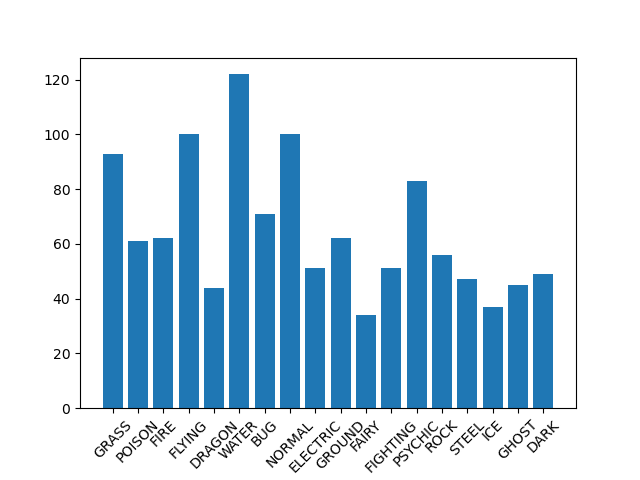 120
100
80
60
40
20
0
GRASS
POISON
FIRE
FLYING
DRAGON
WATER
BUG
NORMAL
ELECTRIC
GROUND
FAIRY
FIGHTING
PSYCHIC
ROCK
STEEL
ICE
GHOST
DARK